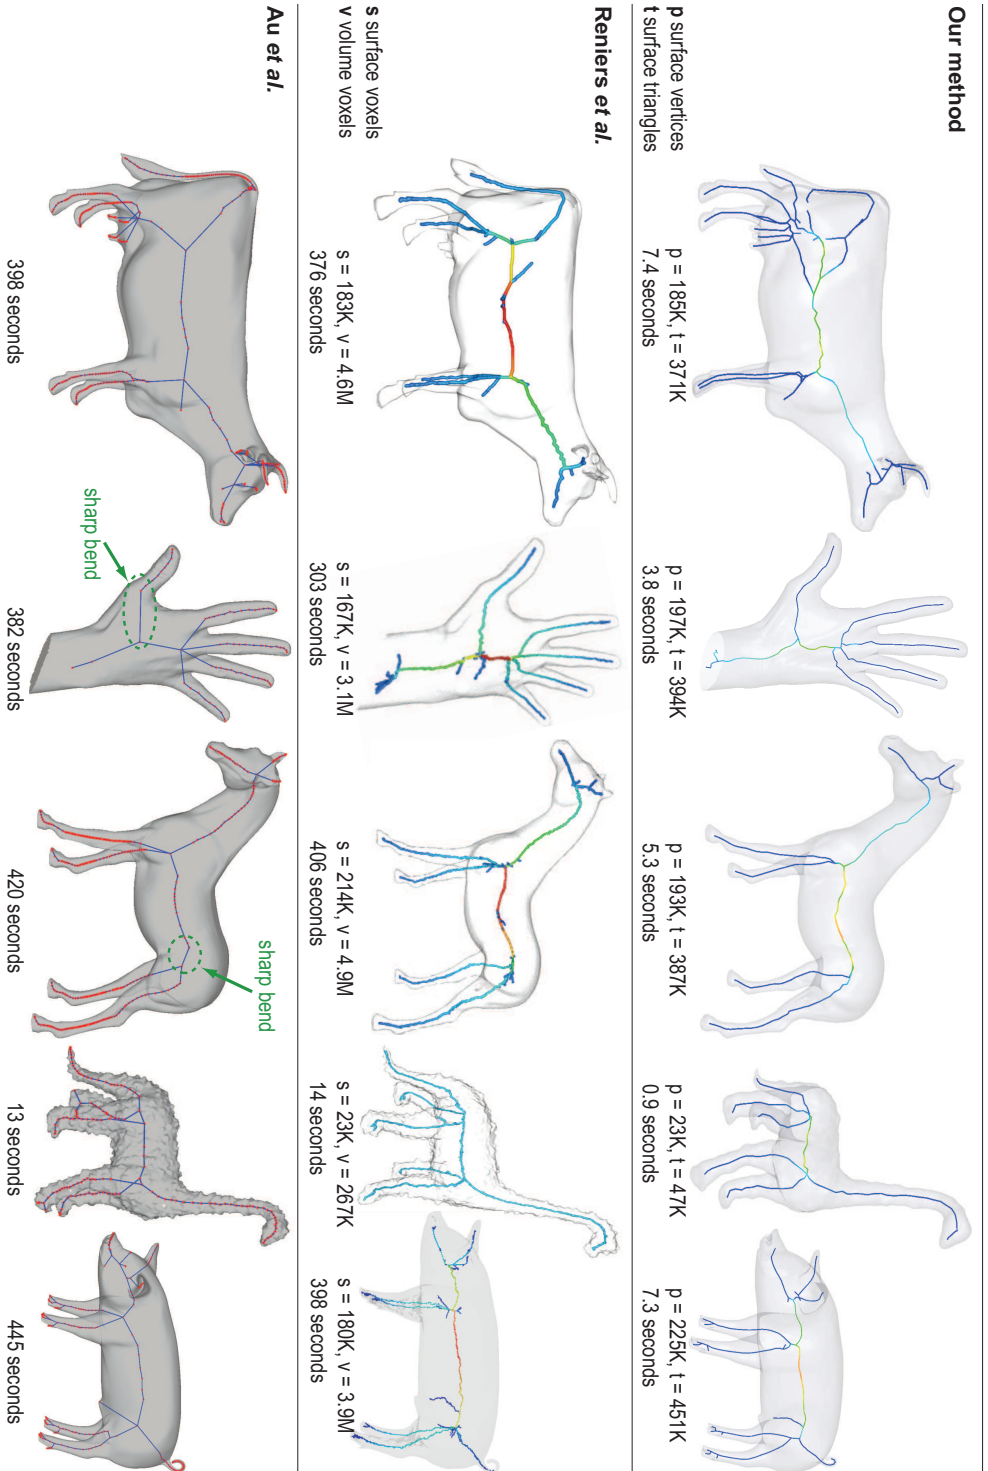 Our method
p surface vertices
t surface triangles
p = 185K, t = 371K
7.4 seconds
p = 197K, t = 394K
3.8 seconds
p = 193K, t = 387K
5.3 seconds
p = 23K, t = 47K
0.9 seconds
p = 225K, t = 451K
7.3 seconds
Reniers et al.
s surface voxels
v volume voxels
s = 183K, v = 4.6M
376 seconds
s = 167K, v = 3.1M
303 seconds
s = 214K, v = 4.9M
406 seconds
s = 23K, v = 267K
14 seconds
s = 180K, v = 3.9M
398 seconds
Au et al.
sharp bend
sharp bend
398 seconds
382 seconds
420 seconds
13 seconds
445 seconds